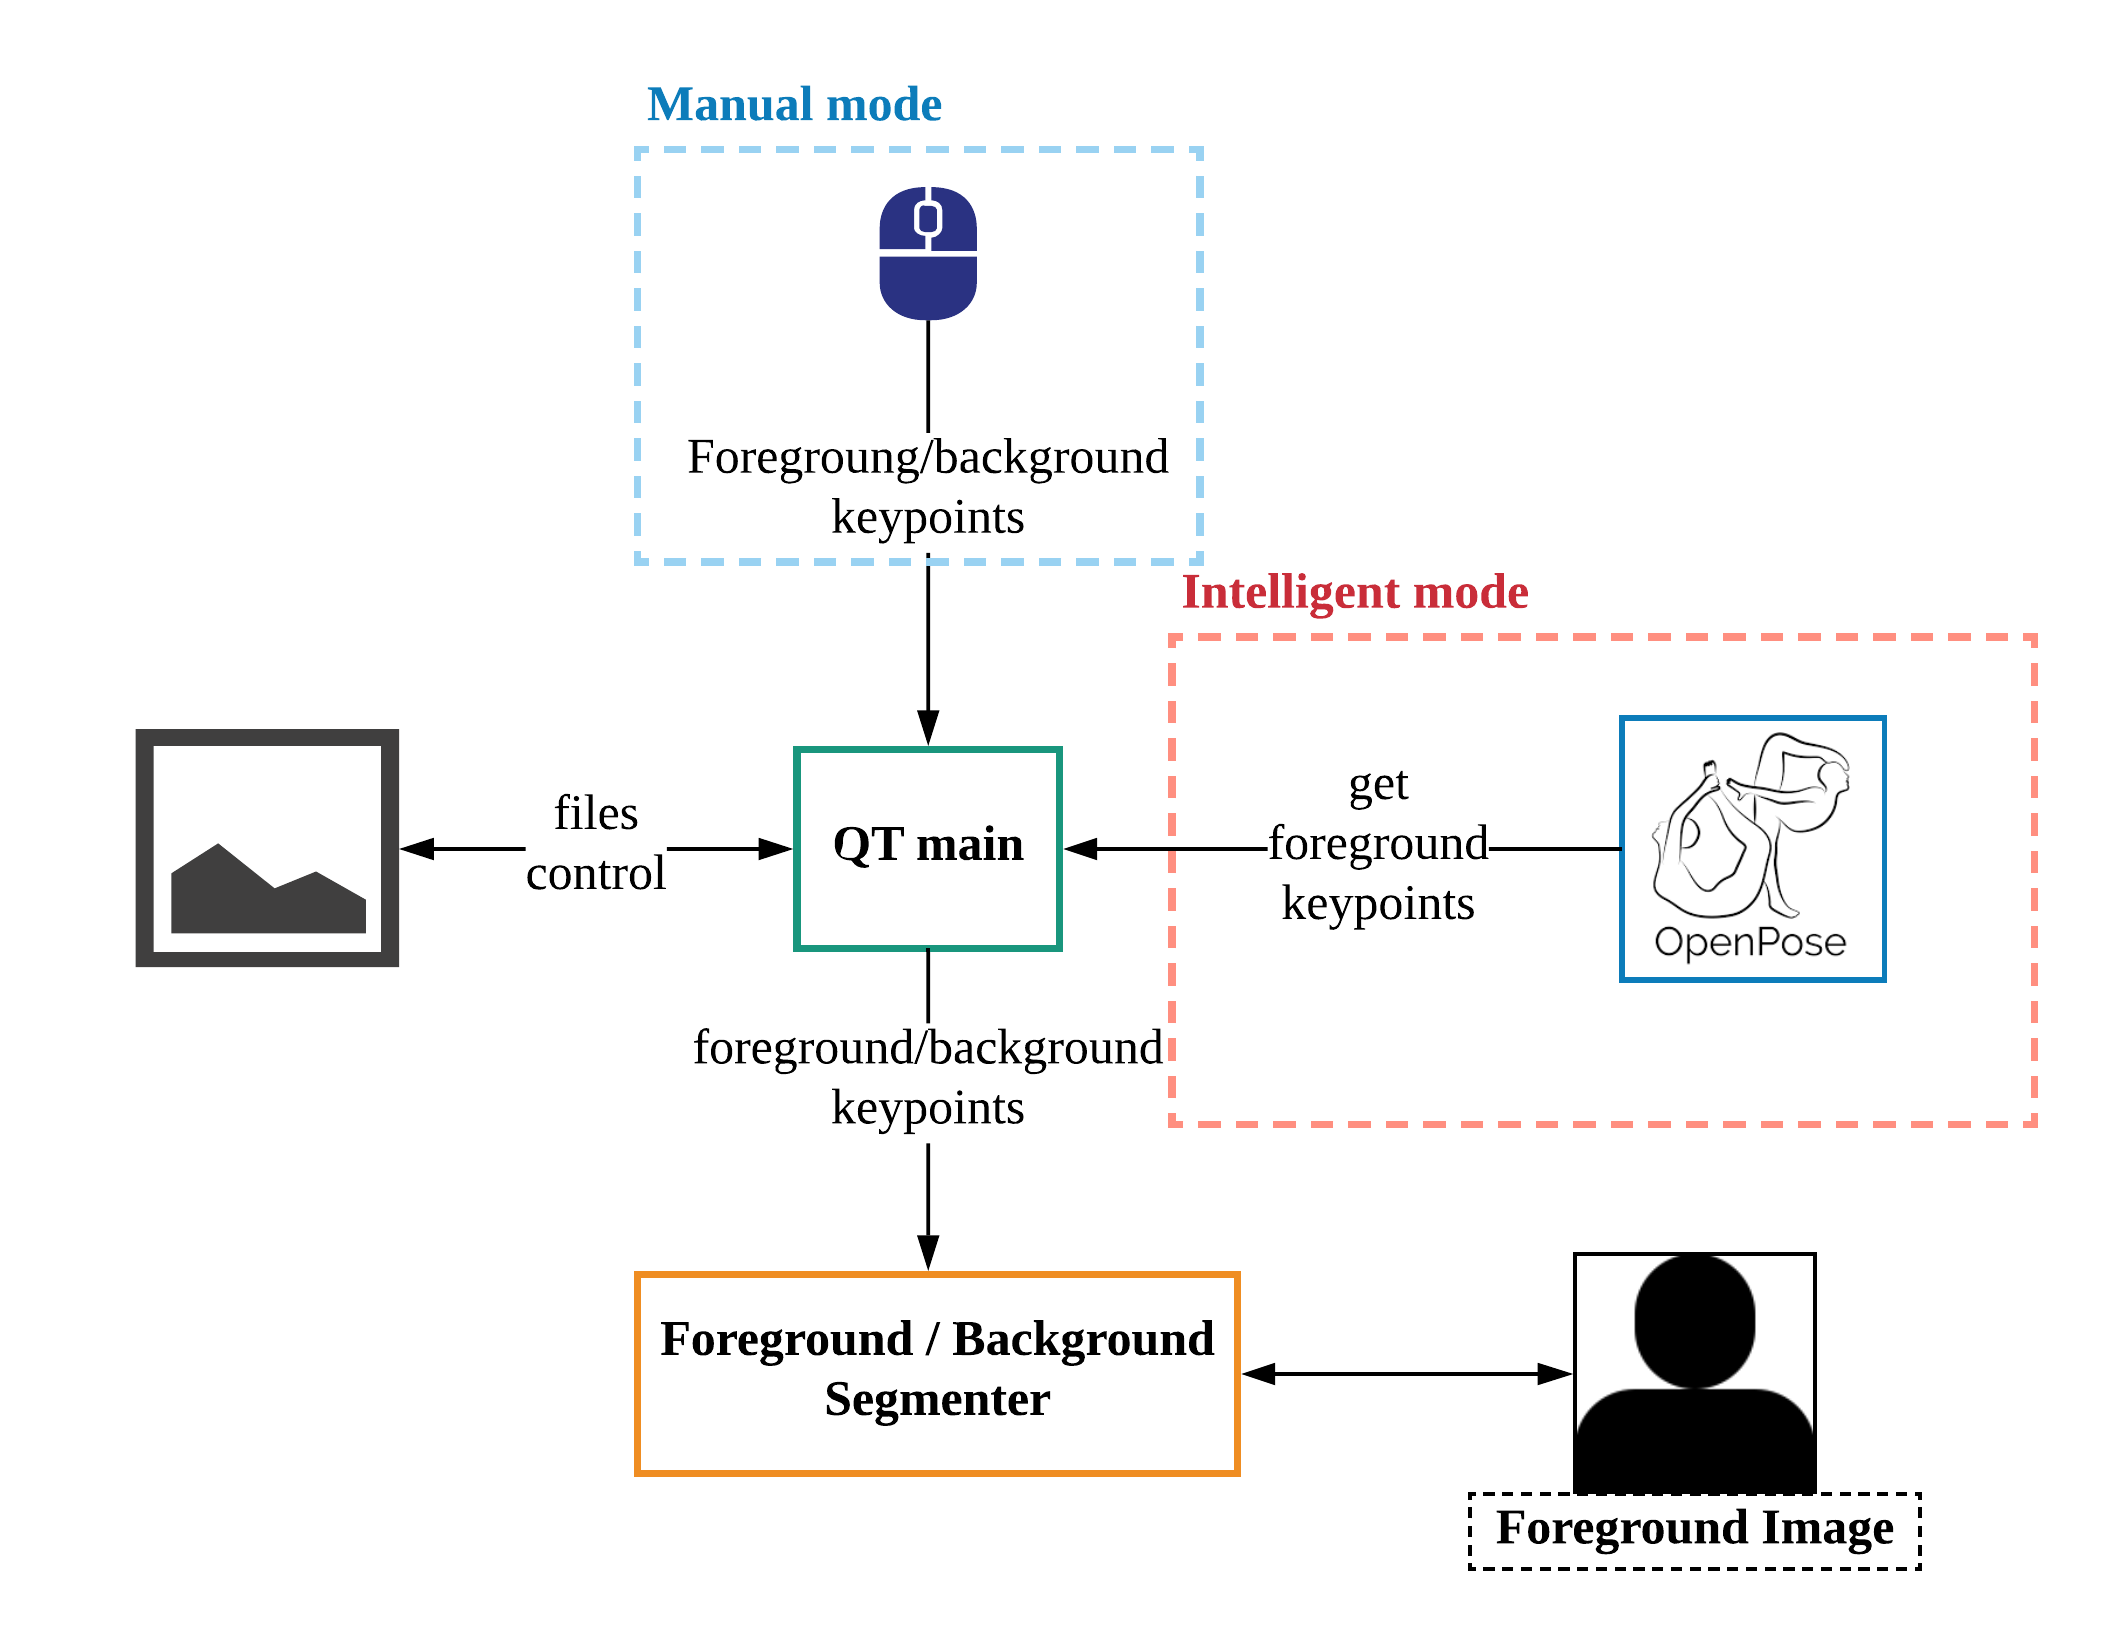 Manual mode
Foregroung/background
keypoints
Intelligent mode
files
control
QT main
get
foreground
keypoints
OpenPose
foreground/background
keypoints
Foreground / Background
Segmenter
Foreground Image